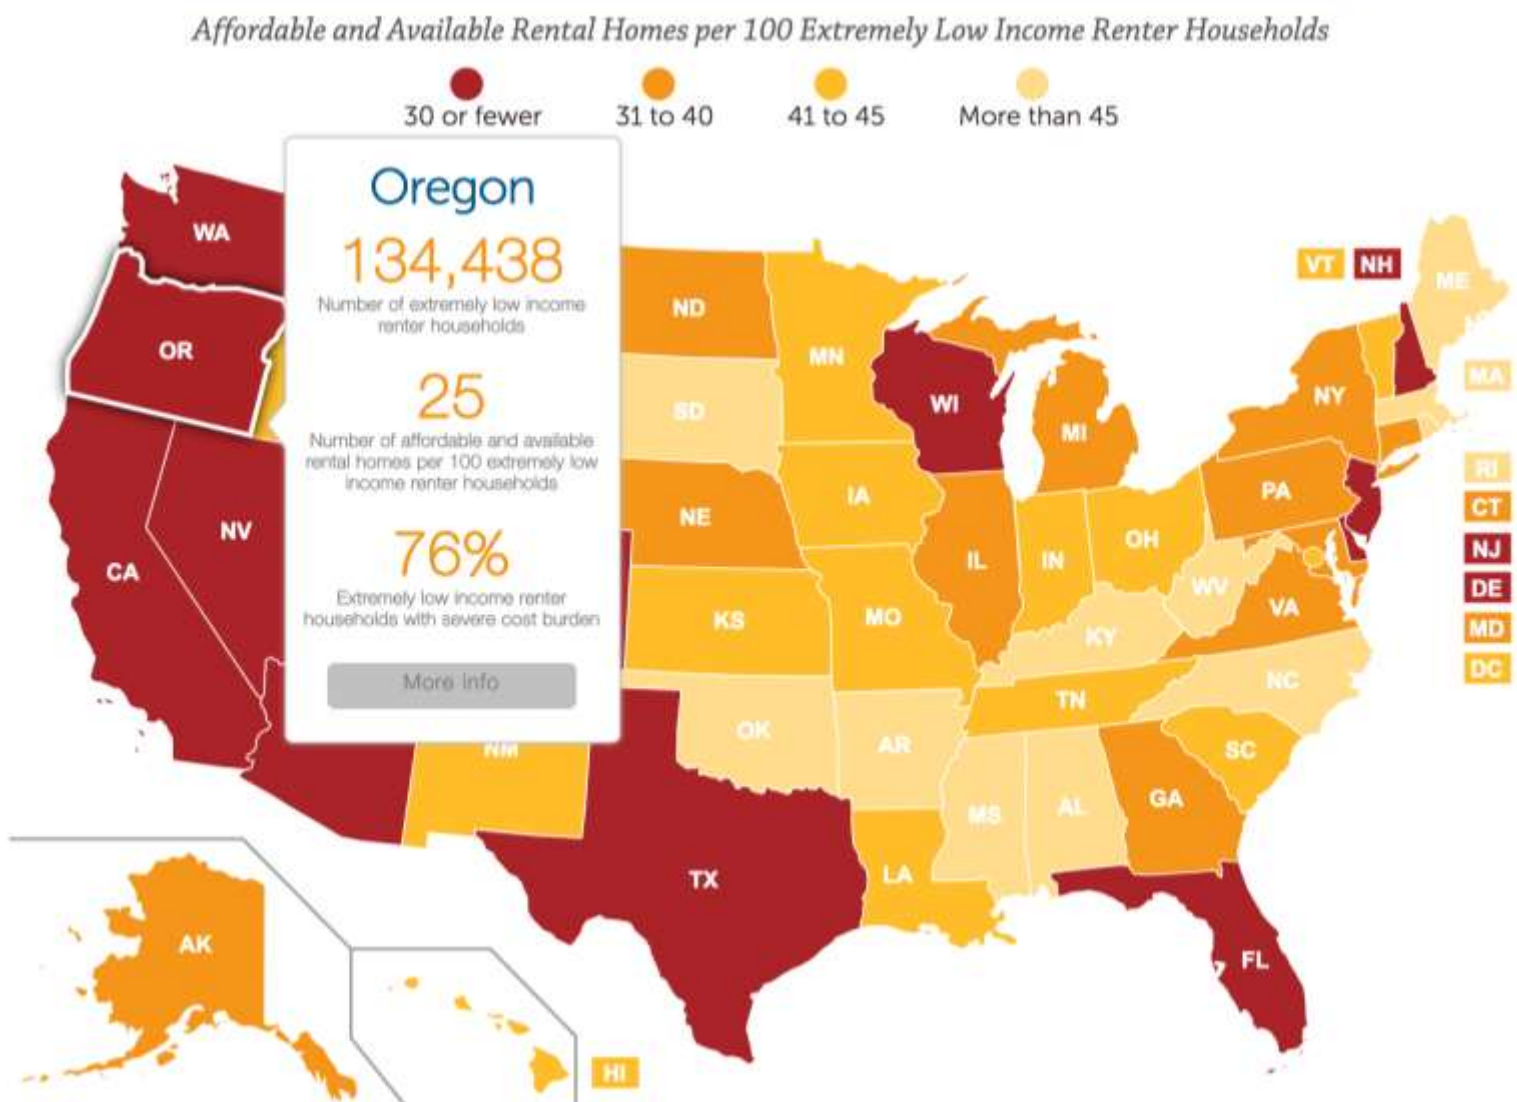 Affordable and Available Rental Homes per 100 Extremely Low Income Renter Households
30 or fewer
31 to 40
41 to 45
More than 45
Oregon
134,438
Number of extremely low income
renter households
25
Number of affordable and available
rental homes per 100 extremely low
income renter households
76%
Extremely low income renter
households with severe cost burden
More info
WA
OR
NV
CA
NM
ND
SD
NE
KS
OK
TX
MN
IA
MO
AR
LA
WI
IL
MI
IN
OH
KY
TN
MS
AL
GA
FL
SC
NC
VA
WV
PA
NY
VT
NH
ME
MA
RI
CT
NJ
DE
MD
DC
AK
HI